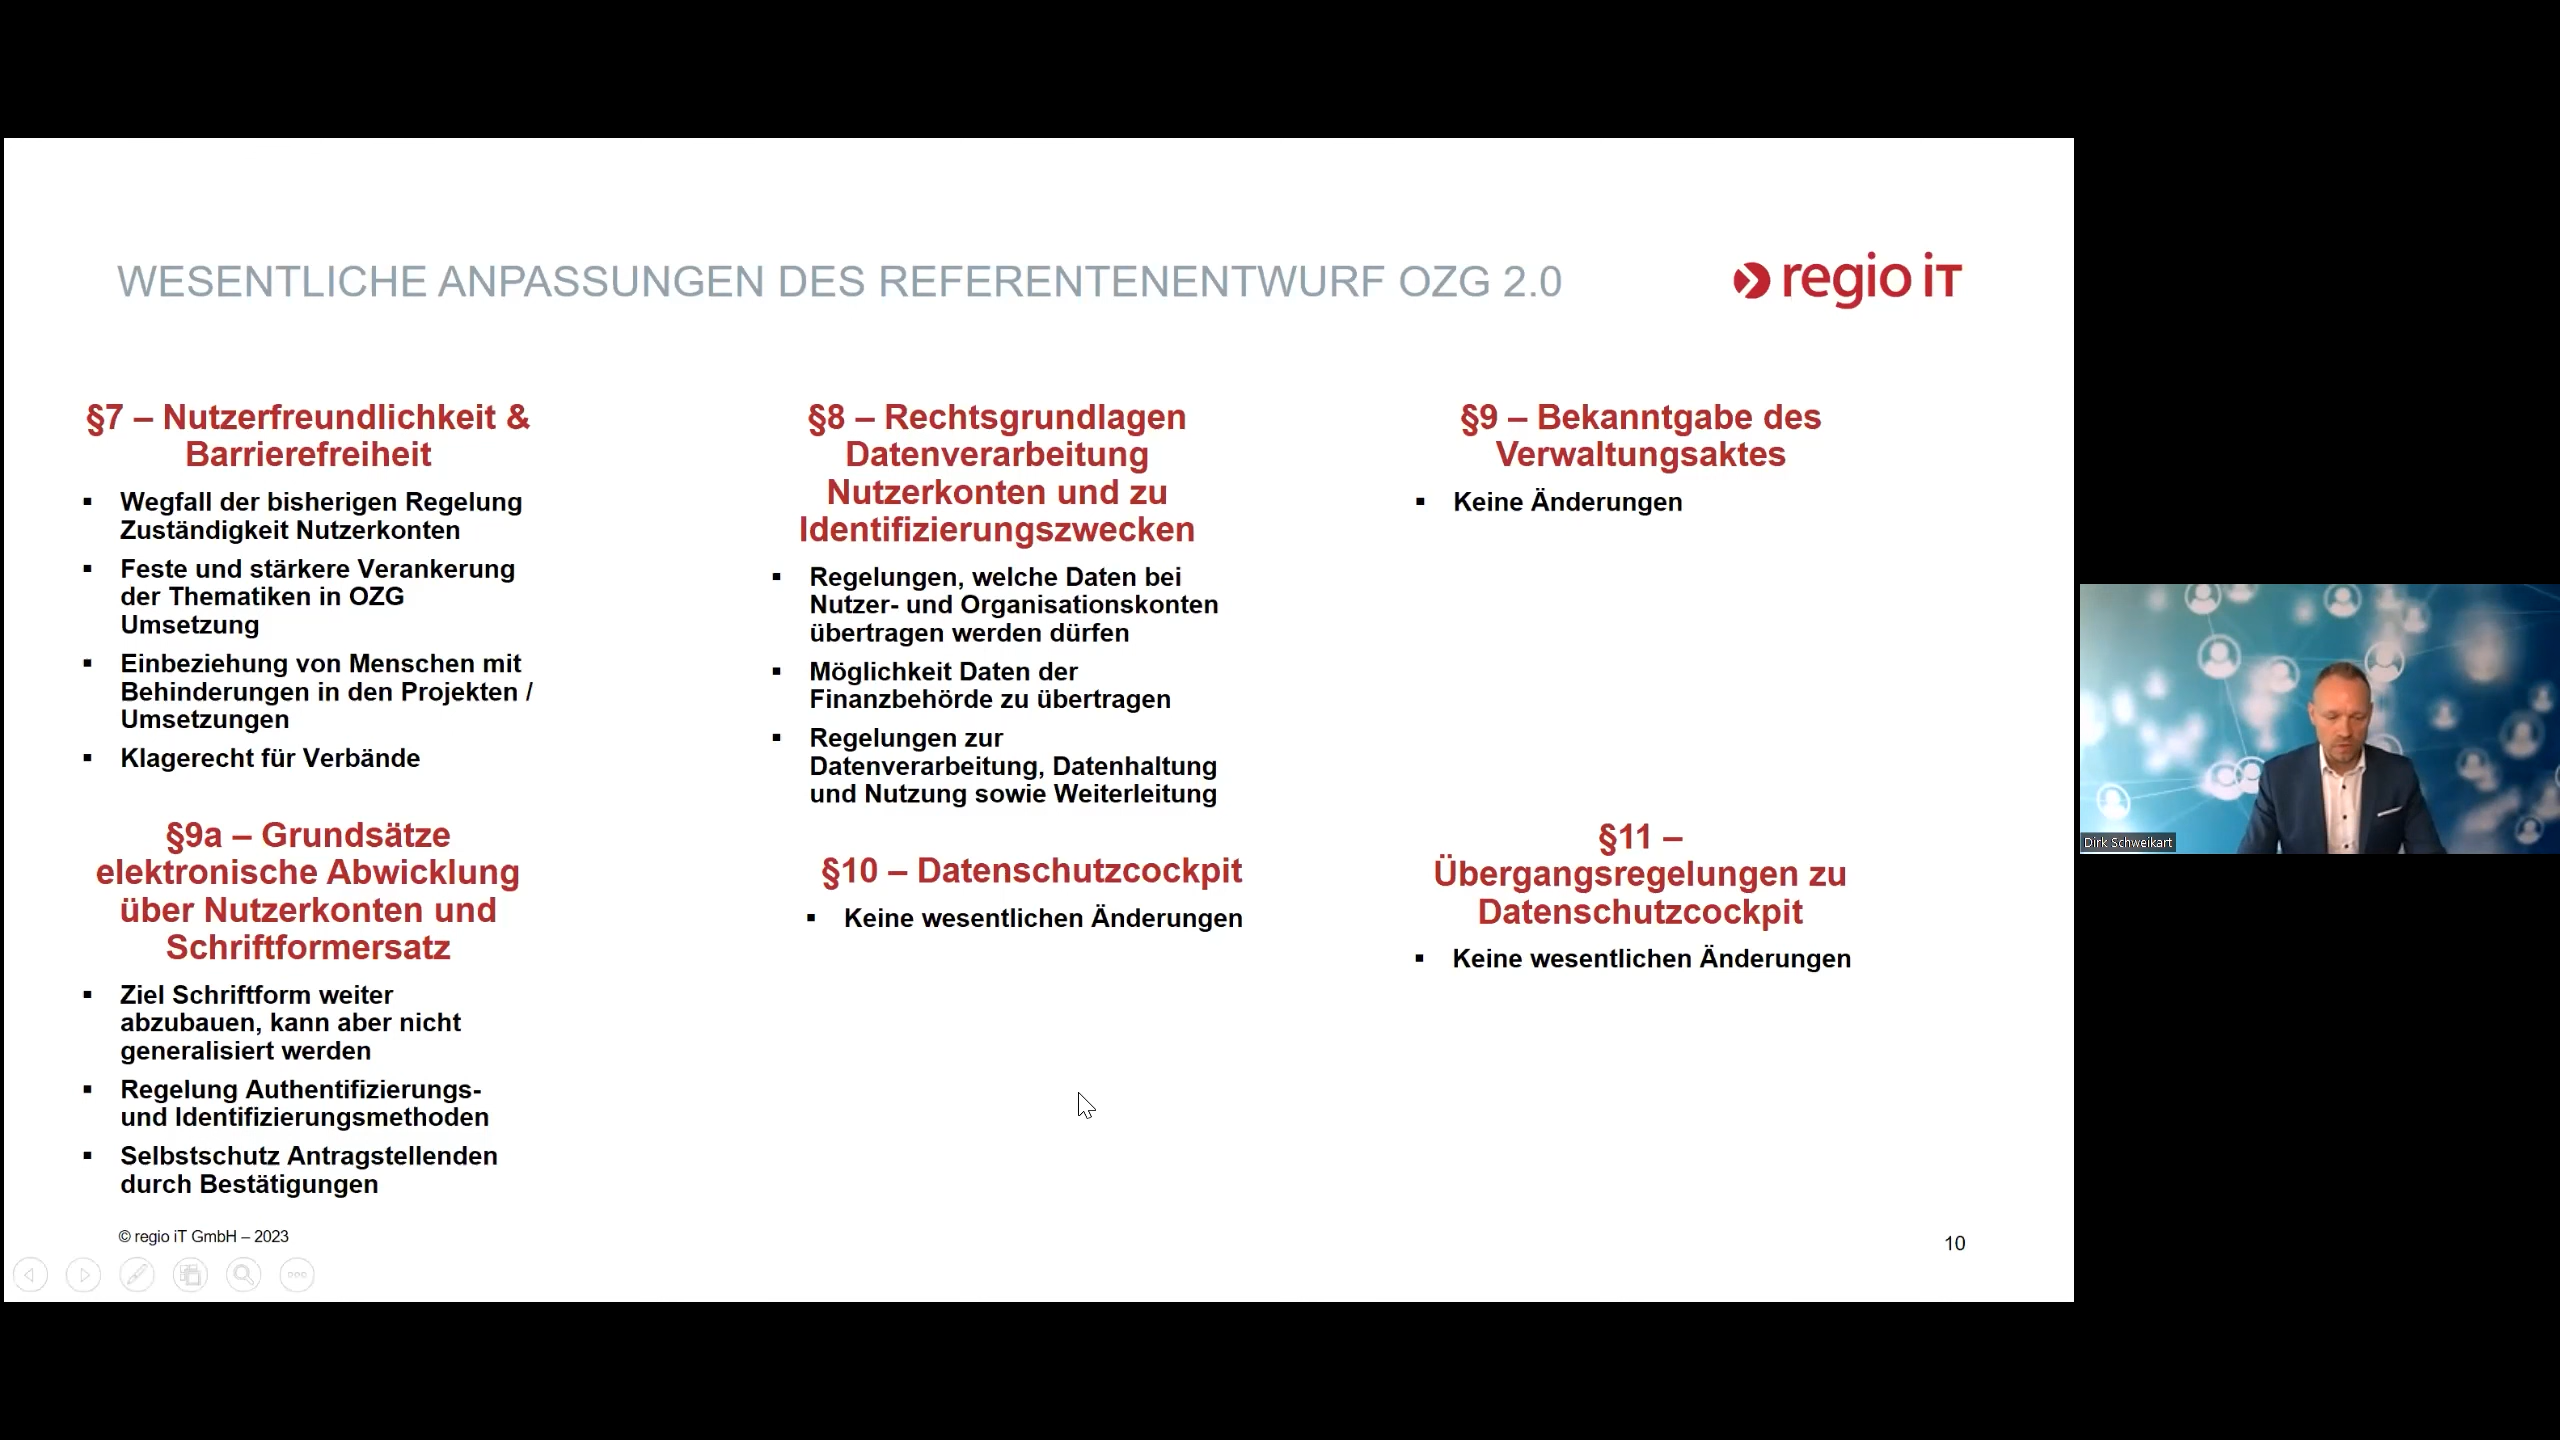 WESENTLICHE ANPASSUNGEN DES REFERENTENENTWURF OZG 2.0
regio iT
§7 – Nutzerfreundlichkeit &
Barrierefreiheit
▪ Wegfall der bisherigen Regelung
Zuständigkeit Nutzerkonten
▪ Feste und stärkere Verankerung
der Thematiken in OZG
Umsetzung
▪ Einbeziehung von Menschen mit
Behinderungen in den Projekten /
Umsetzungen
▪ Klagerecht für Verbände
§8 – Rechtsgrundlagen
Datenverarbeitung
Nutzerkonten und zu
Identifizierungszwecken
▪ Regelungen, welche Daten bei
Nutzer- und Organisationskonten
übertragen werden dürfen
▪ Möglichkeit Daten der
Finanzbehörde zu übertragen
▪ Regelungen zur
Datenverarbeitung, Datenhaltung
und Nutzung sowie Weiterleitung
§9 – Bekanntgabe des
Verwaltungsaktes
▪ Keine Änderungen
§9a – Grundsätze
elektronische Abwicklung
über Nutzerkonten und
Schriftformersatz
▪ Ziel Schriftform weiter
abzubauen, kann aber nicht
generalisiert werden
▪ Regelung Authentifizierungs-
und Identifizierungsmethoden
▪ Selbstschutz Antragstellenden
durch Bestätigungen
§10 – Datenschutzcockpit
▪ Keine wesentlichen Änderungen
§11 –
Übergangsregelungen zu
Datenschutzcockpit
▪ Keine wesentlichen Änderungen
© regio iT GmbH – 2023
10
Dirk Schweikart